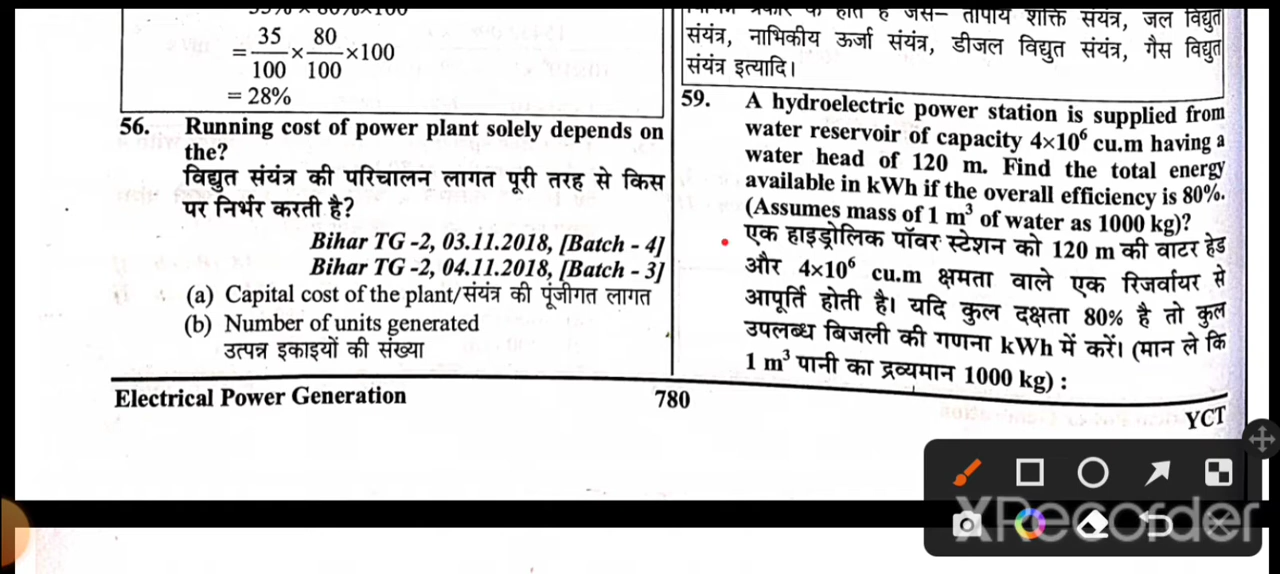 = 35/100 × 80/100 ×100
= 28%
56. Running cost of power plant solely depends on
the?
विद्युत संयंत्र की परिचालन लागत पूरी तरह से किस
पर निर्भर करती है?
Bihar TG -2, 03.11.2018, [Batch - 4]
Bihar TG -2, 04.11.2018, [Batch - 3]
(a) Capital cost of the plant/संयंत्र की पूंजीगत लागत
(b) Number of units generated
उत्पन्न इकाइयों की संख्या
प्रकार के होते है जैसे– तापीय शक्ति संयंत्र, जल विद्युत
संयंत्र, नाभिकीय ऊर्जा संयंत्र, डीजल विद्युत संयंत्र, गैस विद्युत
संयंत्र इत्यादि।
59. A hydroelectric power station is supplied from
water reservoir of capacity 4×10⁶ cu.m having a
water head of 120 m. Find the total energy
available in kWh if the overall efficiency is 80%.
(Assumes mass of 1 m³ of water as 1000 kg)?
एक हाइड्रोलिक पॉवर स्टेशन को 120 m की वाटर हेड
और 4×10⁶ cu.m क्षमता वाले एक रिजर्वायर से
आपूर्ति होती है। यदि कुल दक्षता 80% है तो कुल
उपलब्ध बिजली की गणना kWh में करें। (मान ले कि
1 m³ पानी का द्रव्यमान 1000 kg) :
Electrical Power Generation 780 YCT
XRecorder